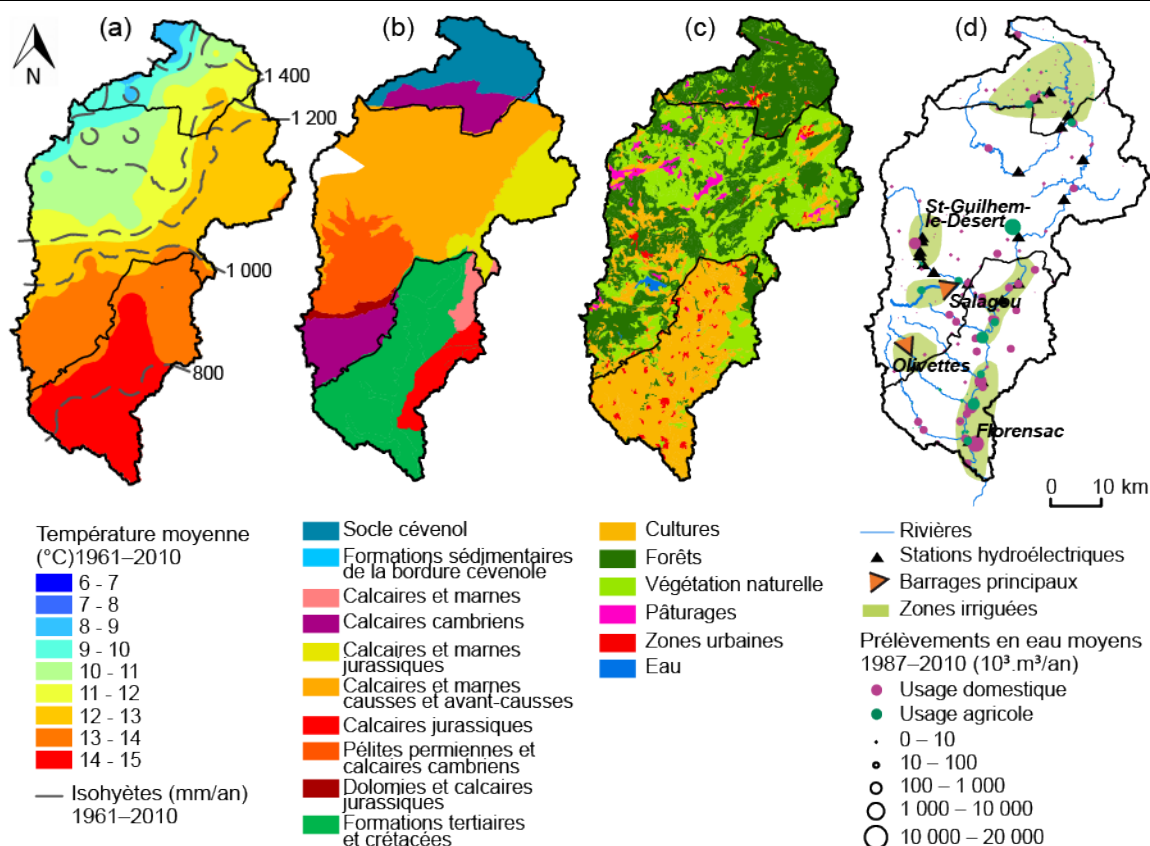 (a)
(b)
(c)
(d)
N
1 400
1 200
1 000
800
St-Guilhem-
le-Désert
Salagou
Olivettes
Florensac
0 10 km
Température moyenne
(°C)1961–2010
6 - 7
7 - 8
8 - 9
9 - 10
10 - 11
11 - 12
12 - 13
13 - 14
14 - 15
Isohyètes (mm/an)
1961–2010
Socle cévenol
Formations sédimentaires
de la bordure cévenole
Calcaires et marnes
Calcaires cambriens
Calcaires et marnes
jurassiques
Calcaires et marnes
causses et avant-causses
Calcaires jurassiques
Pélites permiennes et
calcaires cambriens
Dolomies et calcaires
jurassiques
Formations tertiaires
et crétacées
Cultures
Forêts
Végétation naturelle
Pâturages
Zones urbaines
Eau
Rivières
Stations hydroélectriques
Barrages principaux
Zones irriguées
Prélèvements en eau moyens
1987–2010 (10³.m³/an)
Usage domestique
Usage agricole
0 – 10
10 – 100
100 – 1 000
1 000 – 10 000
10 000 – 20 000